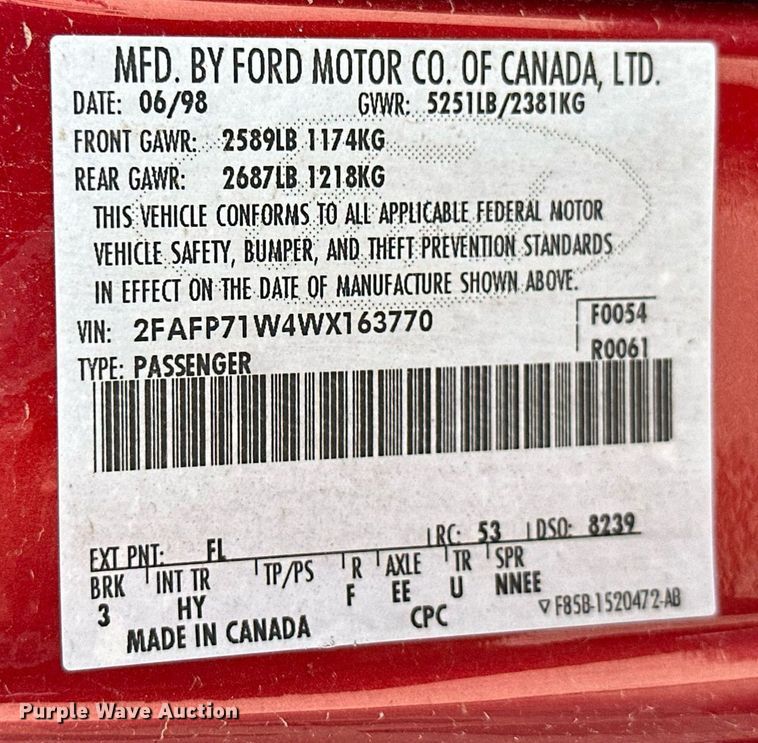 MFD. BY FORD MOTOR CO. OF CANADA, LTD.
DATE: 06/98 GVWR: 5251LB/2381KG
FRONT GAWR: 2589LB 1174KG
REAR GAWR: 2687LB 1218KG
THIS VEHICLE CONFORMS TO ALL APPLICABLE FEDERAL MOTOR
VEHICLE SAFETY, BUMPER, AND THEFT PREVENTION STANDARDS
IN EFFECT ON THE DATE OF MANUFACTURE SHOWN ABOVE.
VIN: 2FAFP71W4WX163770 F0054
TYPE: PASSENGER R0061
EXT PNT: FL RC: 53 DSO: 8239
BRK INT TR TP/PS R AXLE TR SPR
3 HY F EE U NNEE
MADE IN CANADA CPC ▽ F85B-1520472-AB
Purple Wave Auction